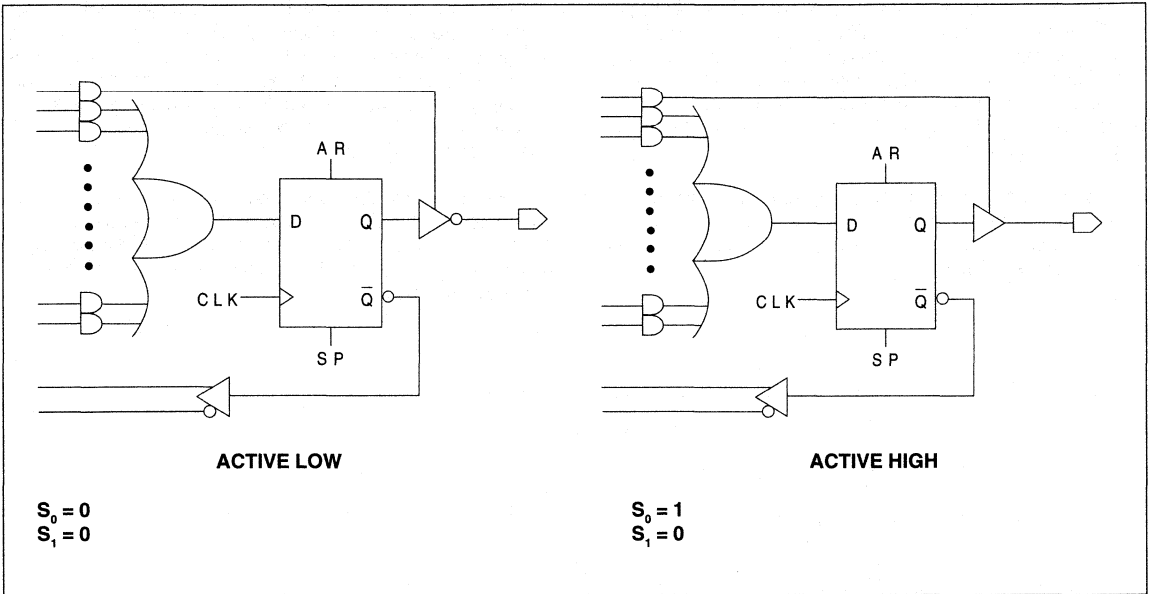 A R
D Q
C L K Q̅
S P
ACTIVE LOW
S₀ = 0
S₁ = 0
A R
D Q
C L K Q̅
S P
ACTIVE HIGH
S₀ = 1
S₁ = 0